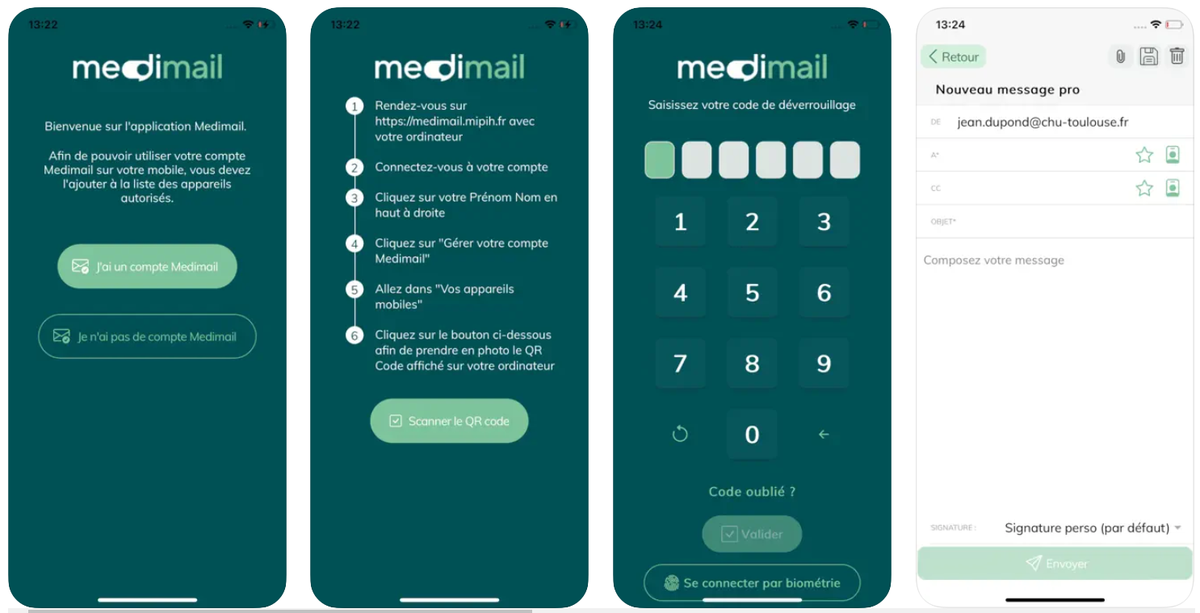 13:22
medimail
Bienvenue sur l'application Medimail.
Afin de pouvoir utiliser votre compte
Medimail sur votre mobile, vous devez
l'ajouter à la liste des appareils
autorisés.
J'ai un compte Medimail
Je n'ai pas de compte Medimail
13:22
medimail
1 Rendez-vous sur
https://medimail.mipih.fr avec
votre ordinateur
2 Connectez-vous à votre compte
3 Cliquez sur votre Prénom Nom en
haut à droite
4 Cliquez sur "Gérer votre compte
Medimail"
5 Allez dans "Vos appareils
mobiles"
6 Cliquez sur le bouton ci-dessous
afin de prendre en photo le QR
Code affiché sur votre ordinateur
Scanner le QR code
13:24
medimail
Saisissez votre code de déverrouillage
1 2 3
4 5 6
7 8 9
0
Code oublié ?
Valider
Se connecter par biométrie
13:24
Retour
Nouveau message pro
DE jean.dupond@chu-toulouse.fr
A*
CC
OBJET*
Composez votre message
SIGNATURE : Signature perso (par défaut)
Envoyer